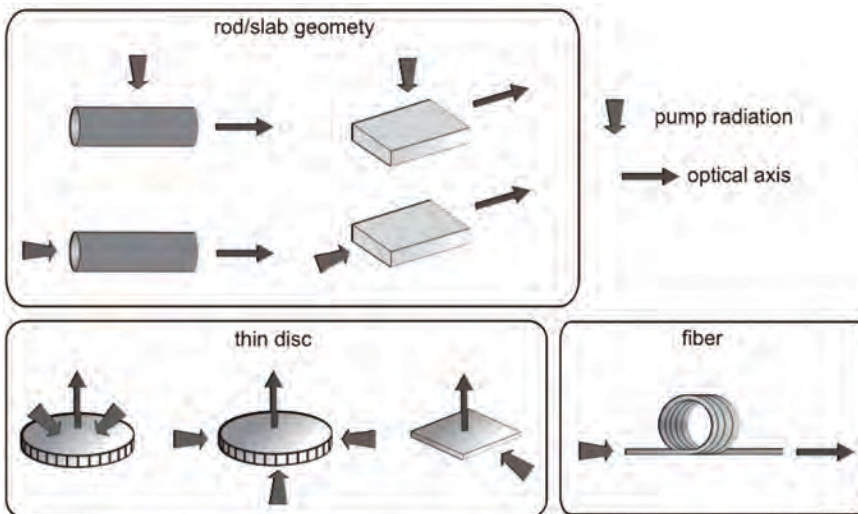 rod/slab geomety
pump radiation
optical axis
thin disc
fiber